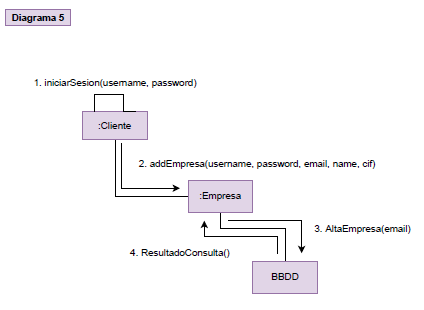 Diagrama 5
1. iniciarSesion(username, password)
:Cliente
2. addEmpresa(username, password, email, name, cif)
:Empresa
3. AltaEmpresa(email)
4. ResultadoConsulta()
BBDD